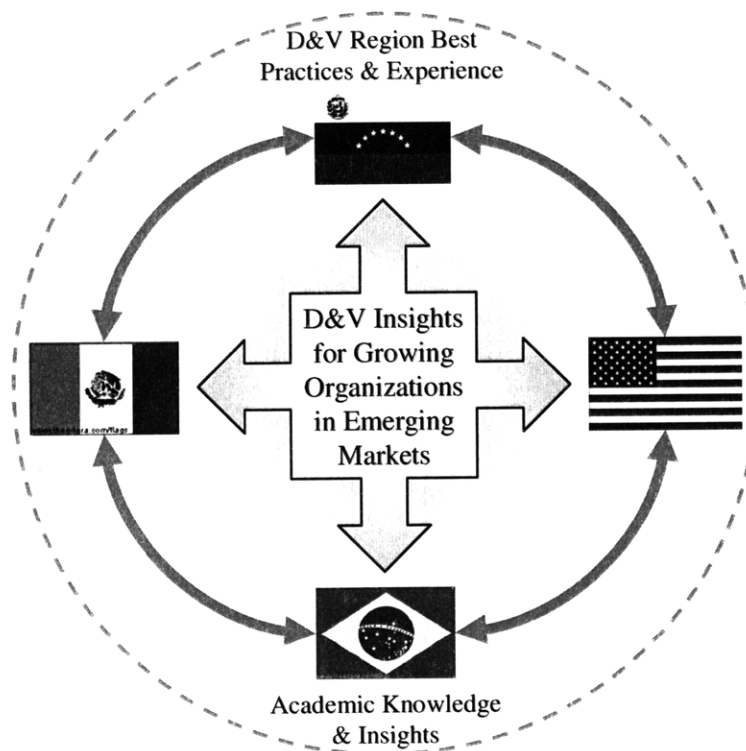 D&V Region Best
Practices & Experience
D&V Insights
for Growing
Organizations
in Emerging
Markets
Academic Knowledge
& Insights